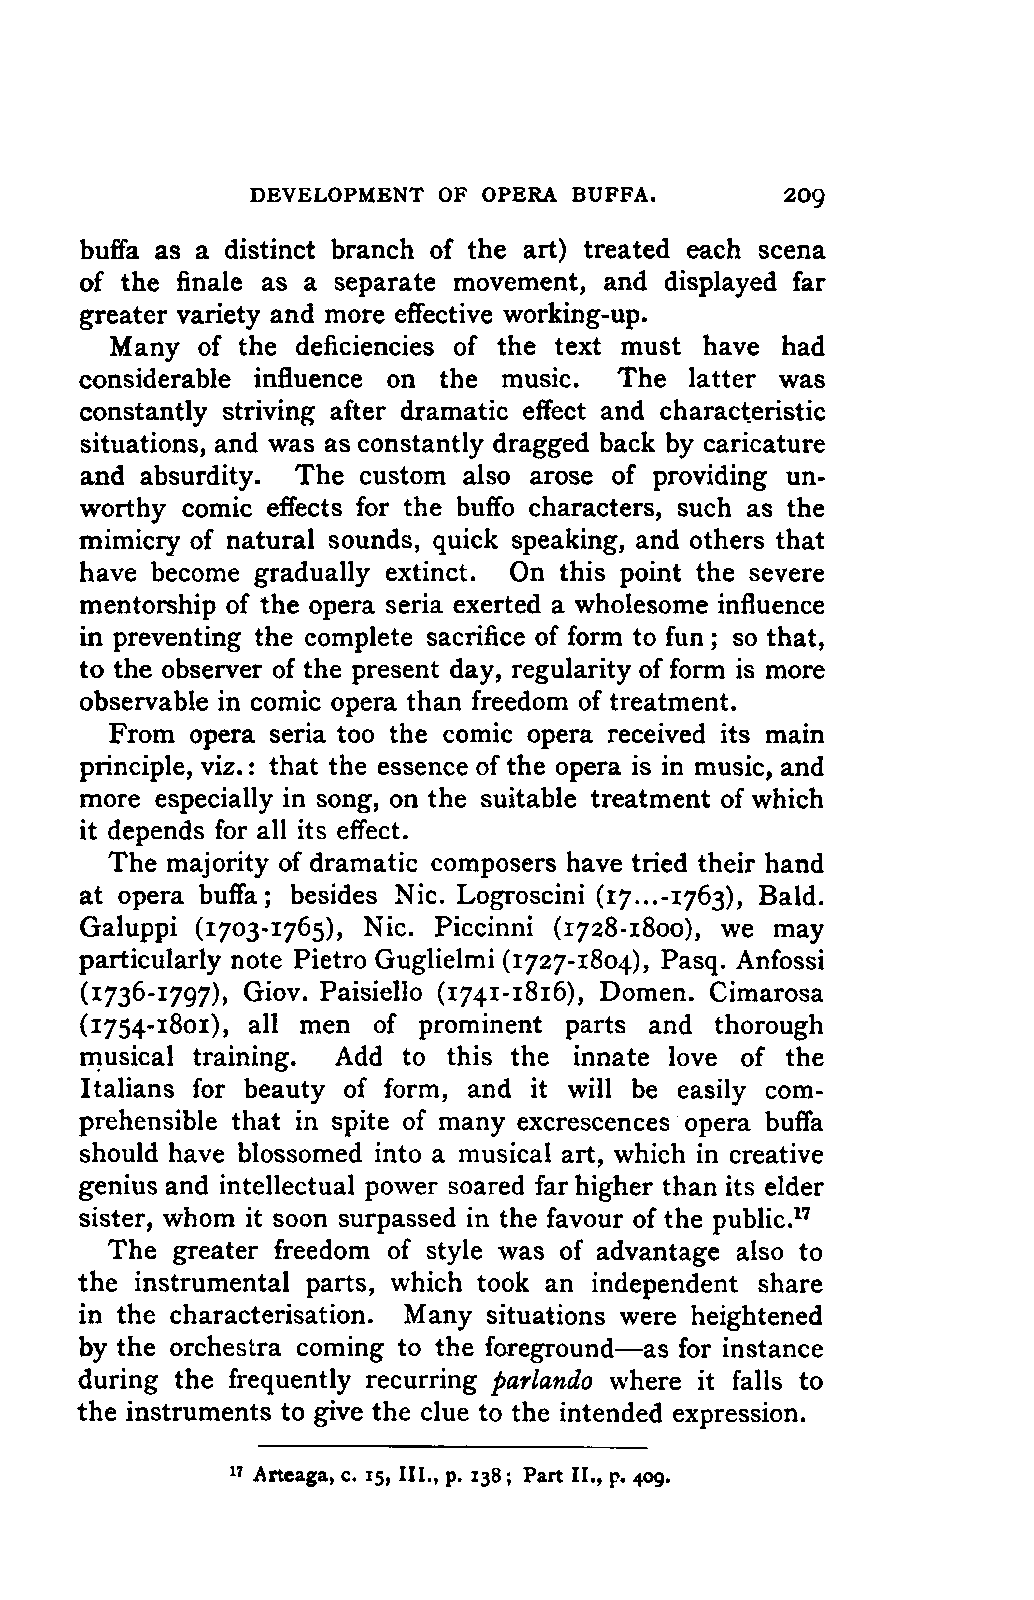 DEVELOPMENT OF OPERA BUFFA. 209
buffa as a distinct branch of the art) treated each scena
of the finale as a separate movement, and displayed far
greater variety and more effective working-up.
Many of the deficiencies of the text must have had
considerable influence on the music. The latter was
constantly striving after dramatic effect and characteristic
situations, and was as constantly dragged back by caricature
and absurdity. The custom also arose of providing un-
worthy comic effects for the buffo characters, such as the
mimicry of natural sounds, quick speaking, and others that
have become gradually extinct. On this point the severe
mentorship of the opera seria exerted a wholesome influence
in preventing the complete sacrifice of form to fun; so that,
to the observer of the present day, regularity of form is more
observable in comic opera than freedom of treatment.
From opera seria too the comic opera received its main
principle, viz.: that the essence of the opera is in music, and
more especially in song, on the suitable treatment of which
it depends for all its effect.
The majority of dramatic composers have tried their hand
at opera buffa; besides Nic. Logroscini (17...-1763), Bald.
Galuppi (1703-1765), Nic. Piccinni (1728-1800), we may
particularly note Pietro Guglielmi (1727-1804), Pasq. Anfossi
(1736-1797), Giov. Paisiello (1741-1816), Domen. Cimarosa
(1754-1801), all men of prominent parts and thorough
musical training. Add to this the innate love of the
Italians for beauty of form, and it will be easily com-
prehensible that in spite of many excrescences opera buffa
should have blossomed into a musical art, which in creative
genius and intellectual power soared far higher than its elder
sister, whom it soon surpassed in the favour of the public.¹⁷
The greater freedom of style was of advantage also to
the instrumental parts, which took an independent share
in the characterisation. Many situations were heightened
by the orchestra coming to the foreground—as for instance
during the frequently recurring parlando where it falls to
the instruments to give the clue to the intended expression.
¹⁷ Arteaga, c. 15, III., p. 138; Part II., p. 409.